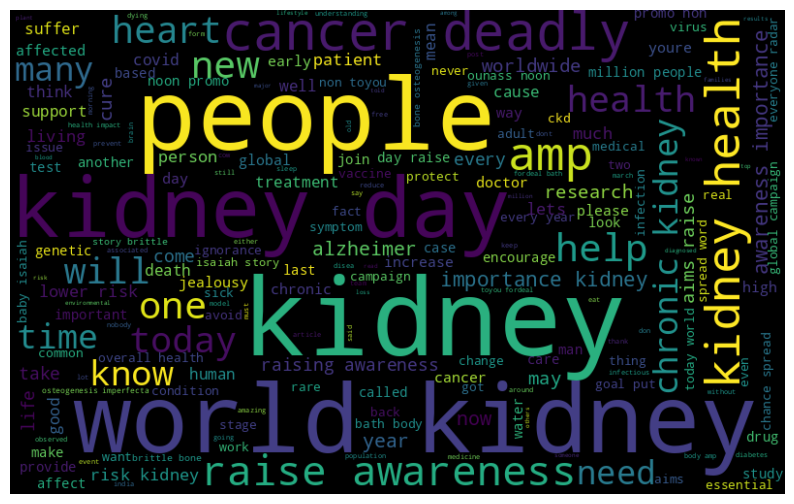 suffer heart cancer deadly promo non virus
affected covid new early patient mean worldwide youre
many based noon promo well non toyou never ounass noon million people everyone radar
think cure people cause health
support way ckd
living person global join day raise every adult much medical
issue test another amp two
day treatment vaccine protect doctor
kidney day research real
fact symptom lets please every year look
genetic come story brittle ignorance isaiah story alzheimer case encourage help
will death last campaign increase importance kidney
lower risk jealousy sick chronic
baby isaiah important one avoid kidney
time common today called rare
overall health human raising awareness change care man thing
know condition cancer got may goal put
osteogenesis imperfecta
take stage bath body back water now drug
life good world kidney
make want brittle bone work year
provide
affect risk kidney raise awareness need aims study
essential
chronic kidney
aims raise
spread word
kidney health
awareness importance
global campaign
high
today world
even
chance spread
infection
bone osteogenesis
health impact
fordeal bath
toyou fordeal
body amp
diabetes
environmental
population
medicine
infectious
diagnosed
associated
observed
lifestyle
understanding
dying
results
families
prevent
brain
blood
plant
form
major
given
free
old
still
sleep
reduce
say
march
million
dont
keep
eat
don
thank
without
around
others
article
said
must
loss
model
either
nobody
risk
lot
amazing
going
event
india